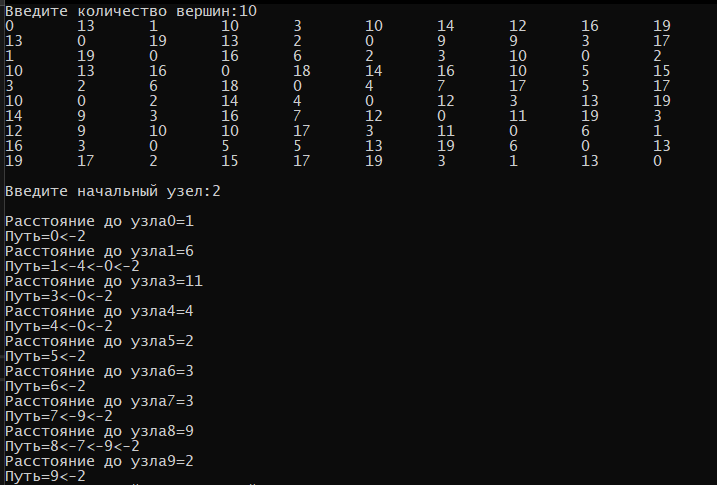 Введите количество вершин:10
0 13 1 10 3 10 14 12 16 19
13 0 19 13 2 0 9 9 3 17
1 19 0 16 6 2 3 10 0 2
10 13 16 0 18 14 16 10 5 15
3 2 6 18 0 4 7 17 5 17
10 0 2 14 4 0 12 3 13 19
14 9 3 16 7 12 0 11 19 3
12 9 10 10 17 3 11 0 6 1
16 3 0 5 5 13 19 6 0 13
19 17 2 15 17 19 3 1 13 0
Введите начальный узел:2
Расстояние до узла0=1
Путь=0<-2
Расстояние до узла1=6
Путь=1<-4<-0<-2
Расстояние до узла3=11
Путь=3<-0<-2
Расстояние до узла4=4
Путь=4<-0<-2
Расстояние до узла5=2
Путь=5<-2
Расстояние до узла6=3
Путь=6<-2
Расстояние до узла7=3
Путь=7<-9<-2
Расстояние до узла8=9
Путь=8<-7<-9<-2
Расстояние до узла9=2
Путь=9<-2